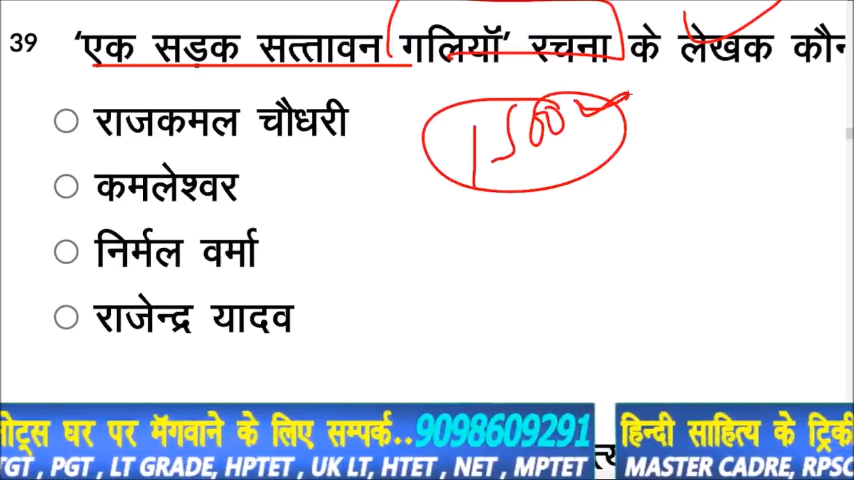 39 'एक सड़क सत्तावन गलियॉ' रचना के लेखक कौन
राजकमल चौधरी
1500
कमलेश्वर
निर्मल वर्मा
राजेन्द्र यादव
नोट्स घर पर मॅगवाने के लिए सम्पर्क..9098609291 हिन्दी साहित्य के ट्रिकी
TGT , PGT , LT GRADE, HPTET , UK LT, HTET , NET , MPTET MASTER CADRE, RPSC